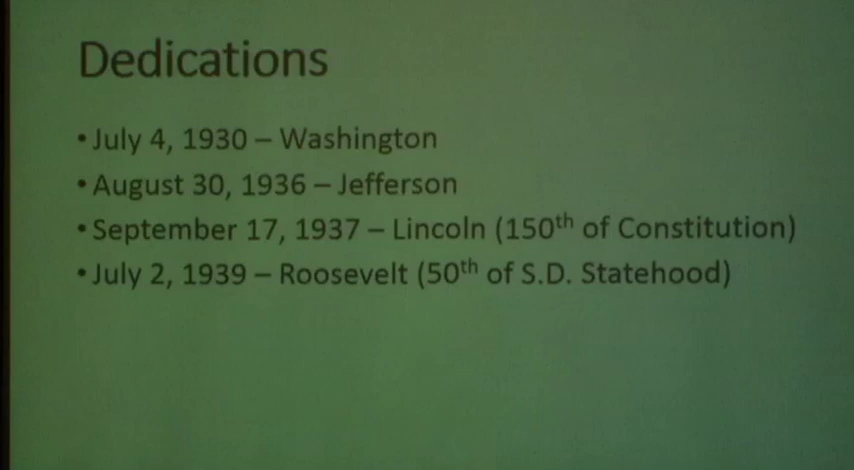 Dedications
• July 4, 1930 – Washington
• August 30, 1936 – Jefferson
• September 17, 1937 – Lincoln (150th of Constitution)
• July 2, 1939 – Roosevelt (50th of S.D. Statehood)